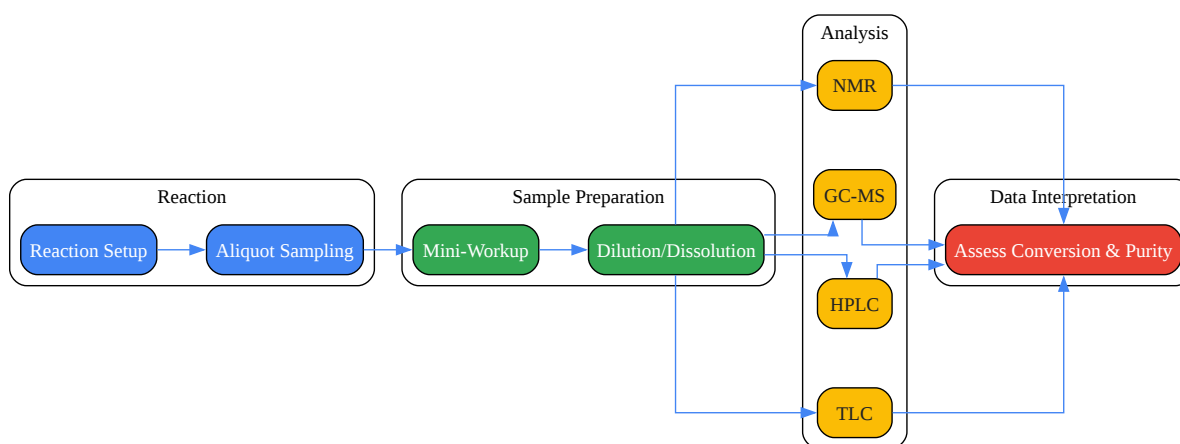 Reaction
Reaction Setup
Aliquot Sampling
Sample Preparation
Mini-Workup
Dilution/Dissolution
Analysis
NMR
GC-MS
HPLC
TLC
Data Interpretation
Assess Conversion & Purity